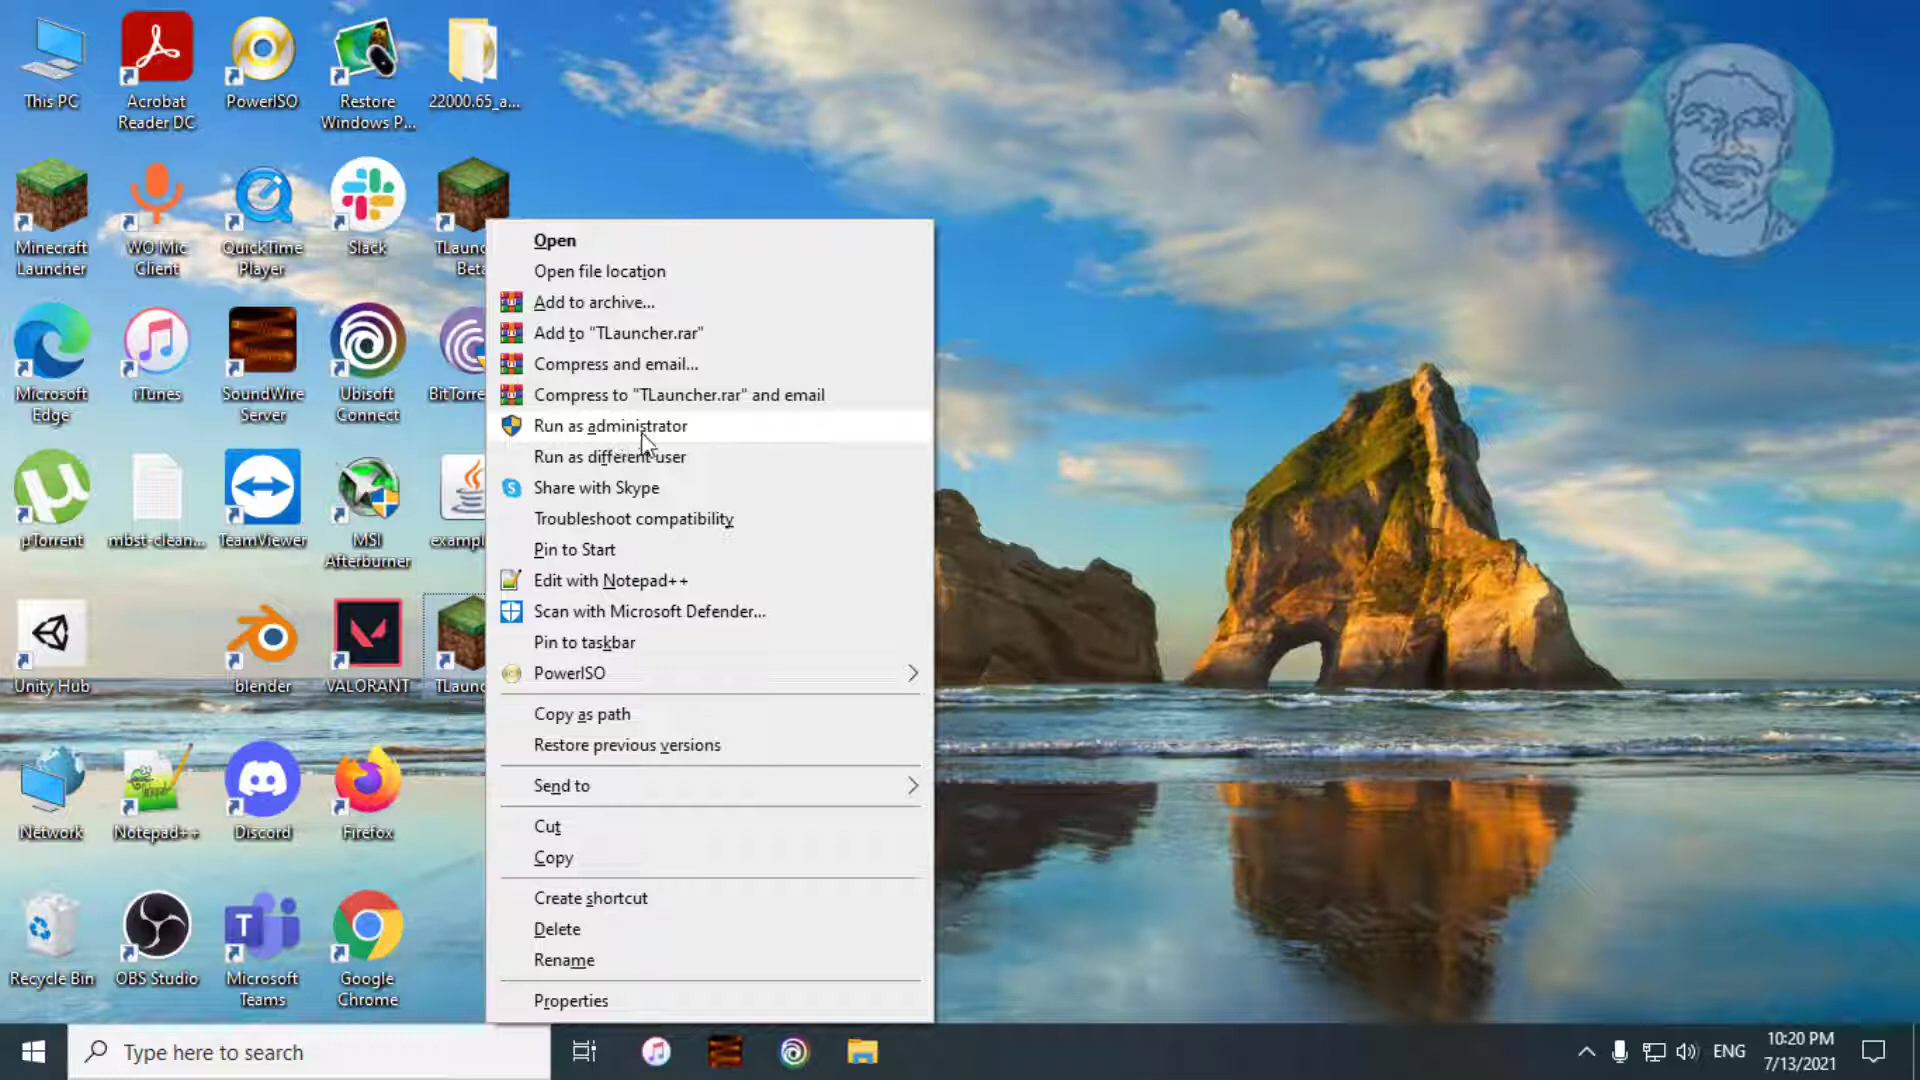 This PC
Acrobat
Reader DC
PowerISO
Restore
Windows P...
22000.65_a...
Minecraft
Launcher
WO Mic
Client
QuickTime
Player
Slack
TLaunc
Beta
Microsoft
Edge
iTunes
SoundWire
Server
Ubisoft
Connect
BitTorre
µTorrent
mbst-clean...
TeamViewer
MSI
Afterburner
exampl
Unity Hub
blender
VALORANT
TLaunc
Network
Notepad++
Discord
Firefox
Recycle Bin
OBS Studio
Microsoft
Teams
Google
Chrome
Open
Open file location
Add to archive...
Add to "TLauncher.rar"
Compress and email...
Compress to "TLauncher.rar" and email
Run as administrator
Run as different user
Share with Skype
Troubleshoot compatibility
Pin to Start
Edit with Notepad++
Scan with Microsoft Defender...
Pin to taskbar
PowerISO
Copy as path
Restore previous versions
Send to
Cut
Copy
Create shortcut
Delete
Rename
Properties
Type here to search
ENG
10:20 PM
7/13/2021